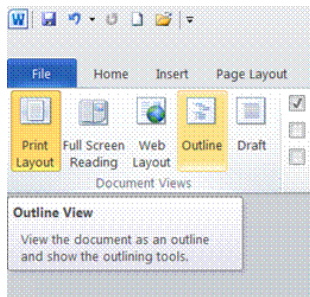 W
File Home Insert Page Layout
Print Layout Full Screen Reading Web Layout Outline Draft
Document Views
Outline View
View the document as an outline
and show the outlining tools.